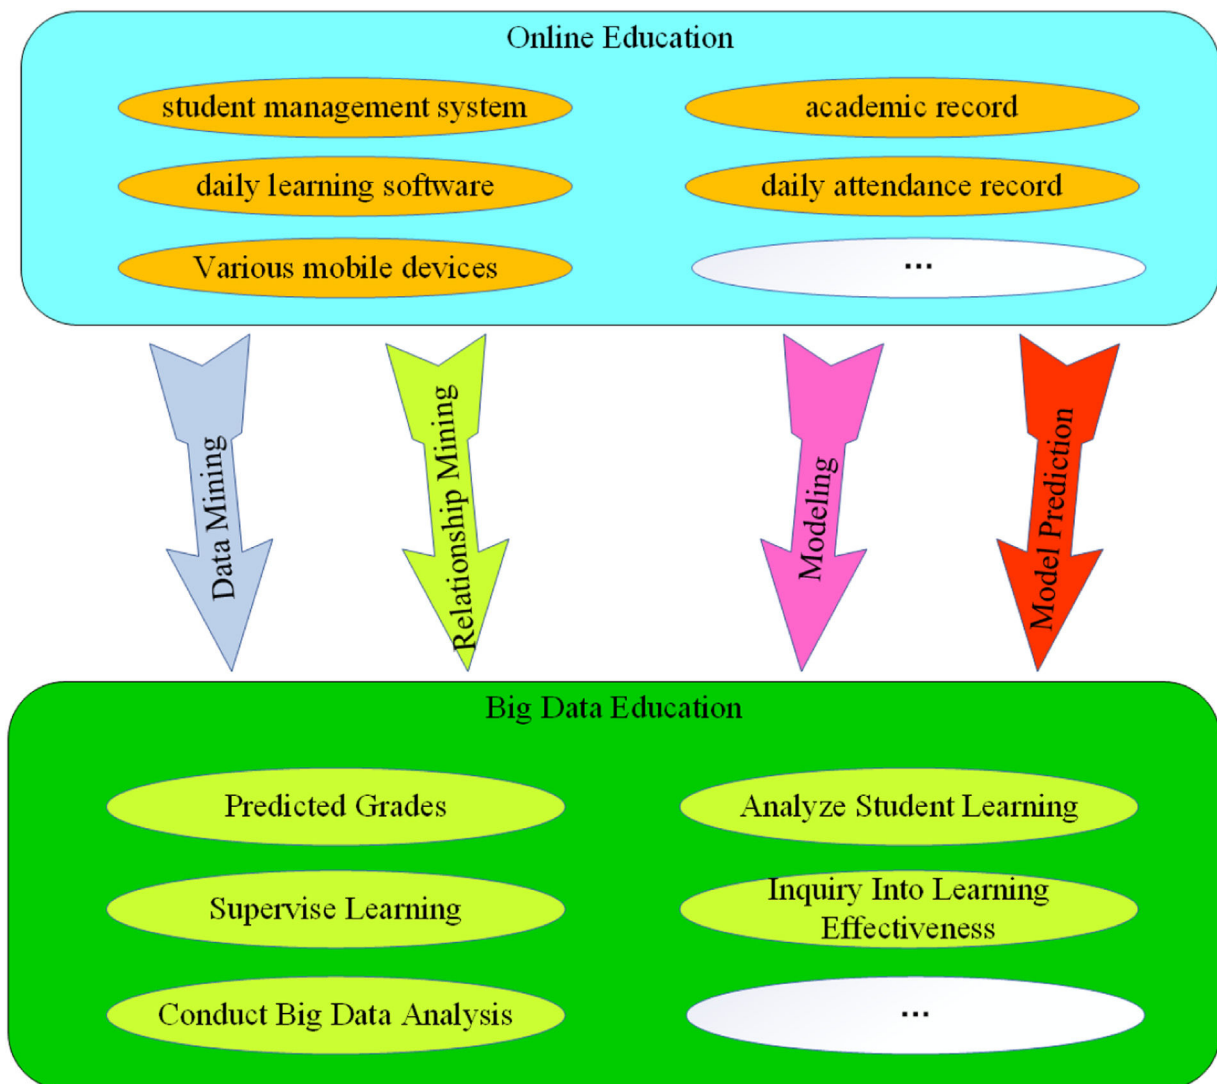 Online Education
student management system
academic record
daily learning software
daily attendance record
Various mobile devices
...
Data Mining
Relationship Mining
Modeling
Model Prediction
Big Data Education
Predicted Grades
Analyze Student Learning
Supervise Learning
Inquiry Into Learning
Effectiveness
Conduct Big Data Analysis
...